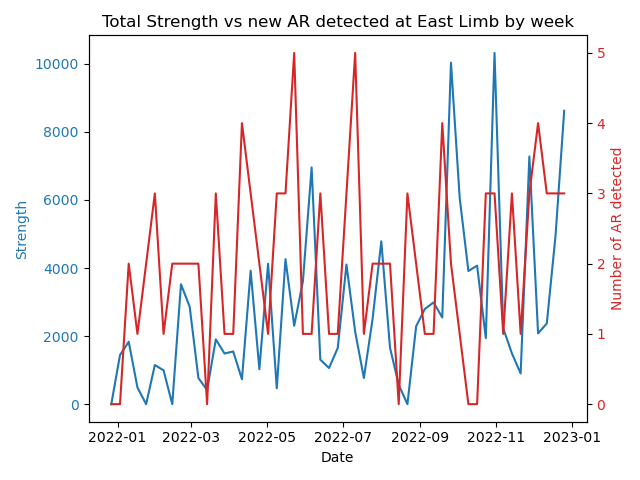 Total Strength vs new AR detected at East Limb by week
10000
8000
6000
4000
2000
0
Strength
5
4
3
2
1
0
Number of AR detected
2022-01 2022-03 2022-05 2022-07 2022-09 2022-11 2023-01
Date